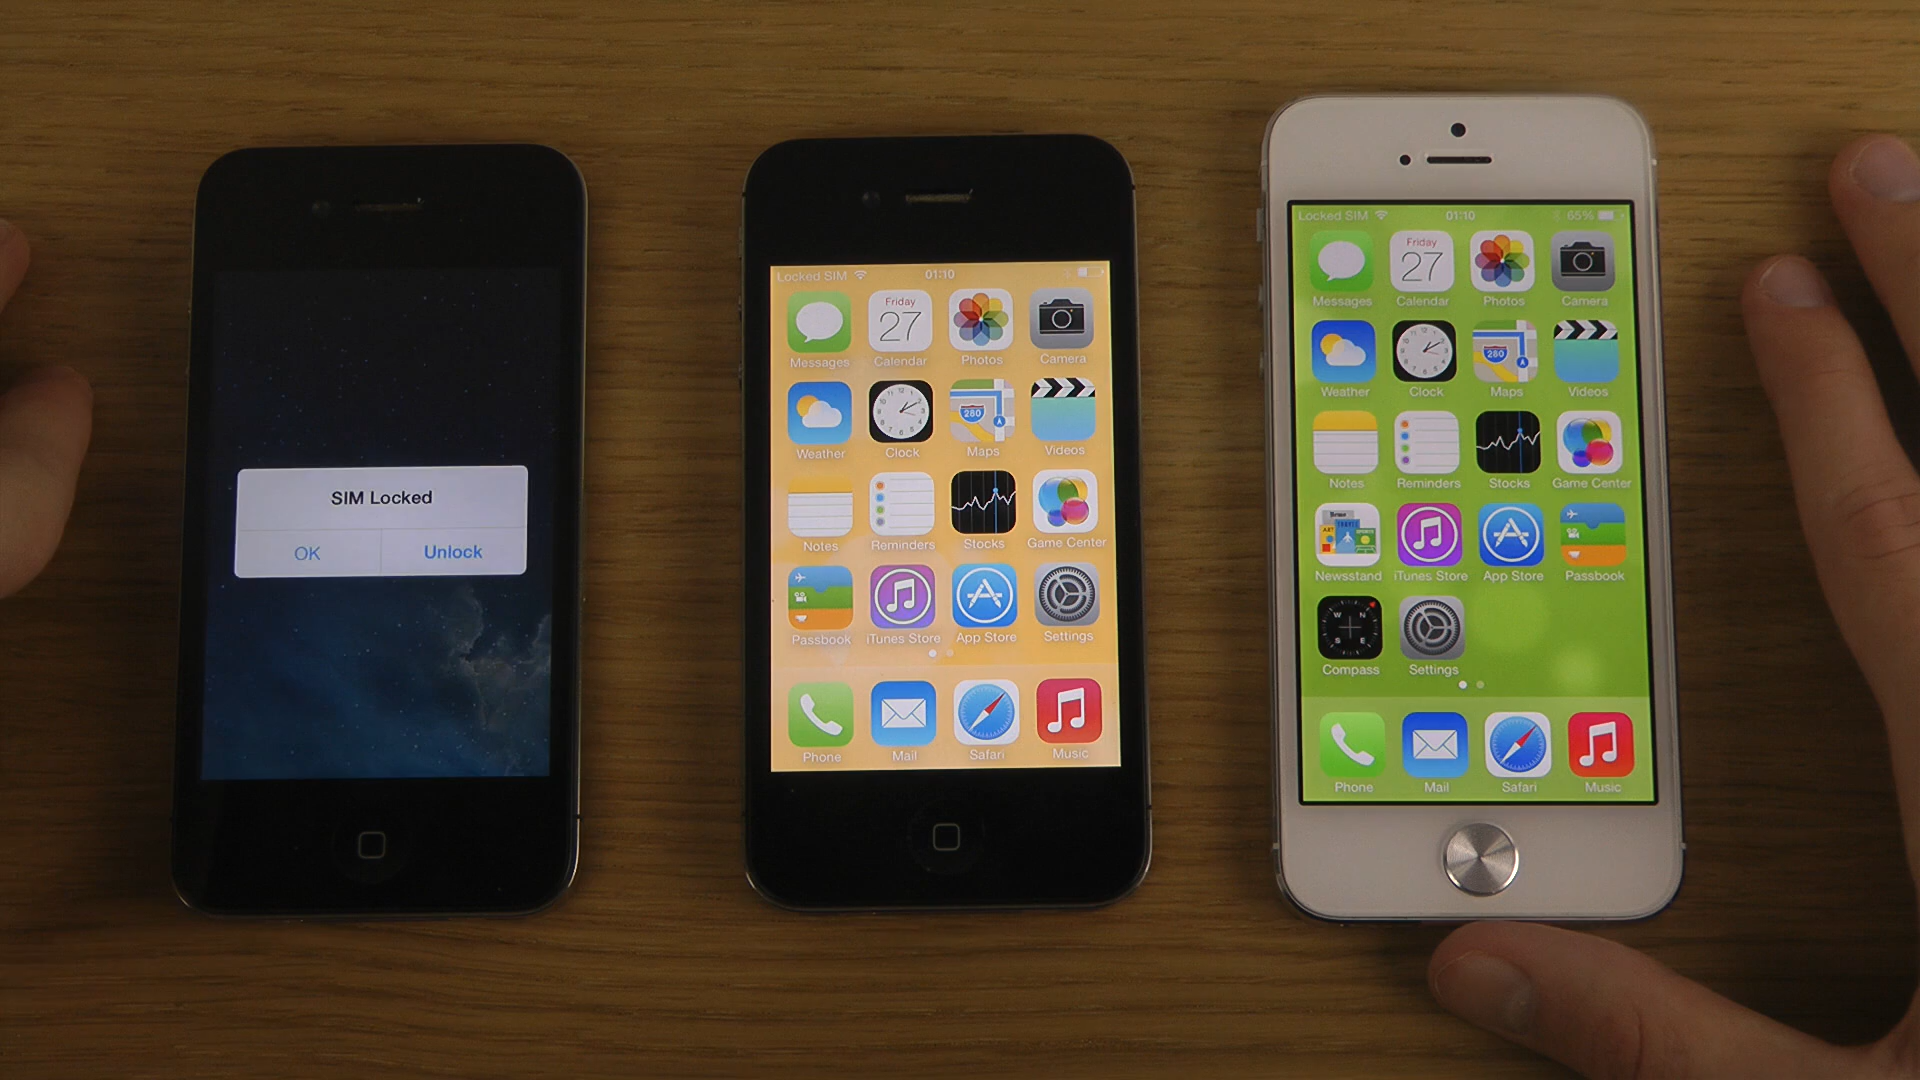 SIM Locked
OK Unlock
Locked SIM 01:10
Friday
27
Messages Calendar Photos Camera
280
Weather Clock Maps Videos
Notes Reminders Stocks Game Center
Passbook iTunes Store App Store Settings
Phone Mail Safari Music
Locked SIM 01:10 65%
Friday
27
Messages Calendar Photos Camera
280
Weather Clock Maps Videos
Notes Reminders Stocks Game Center
ART TRAVEL
Newsstand iTunes Store App Store Passbook
W N
S E
Compass Settings
Phone Mail Safari Music